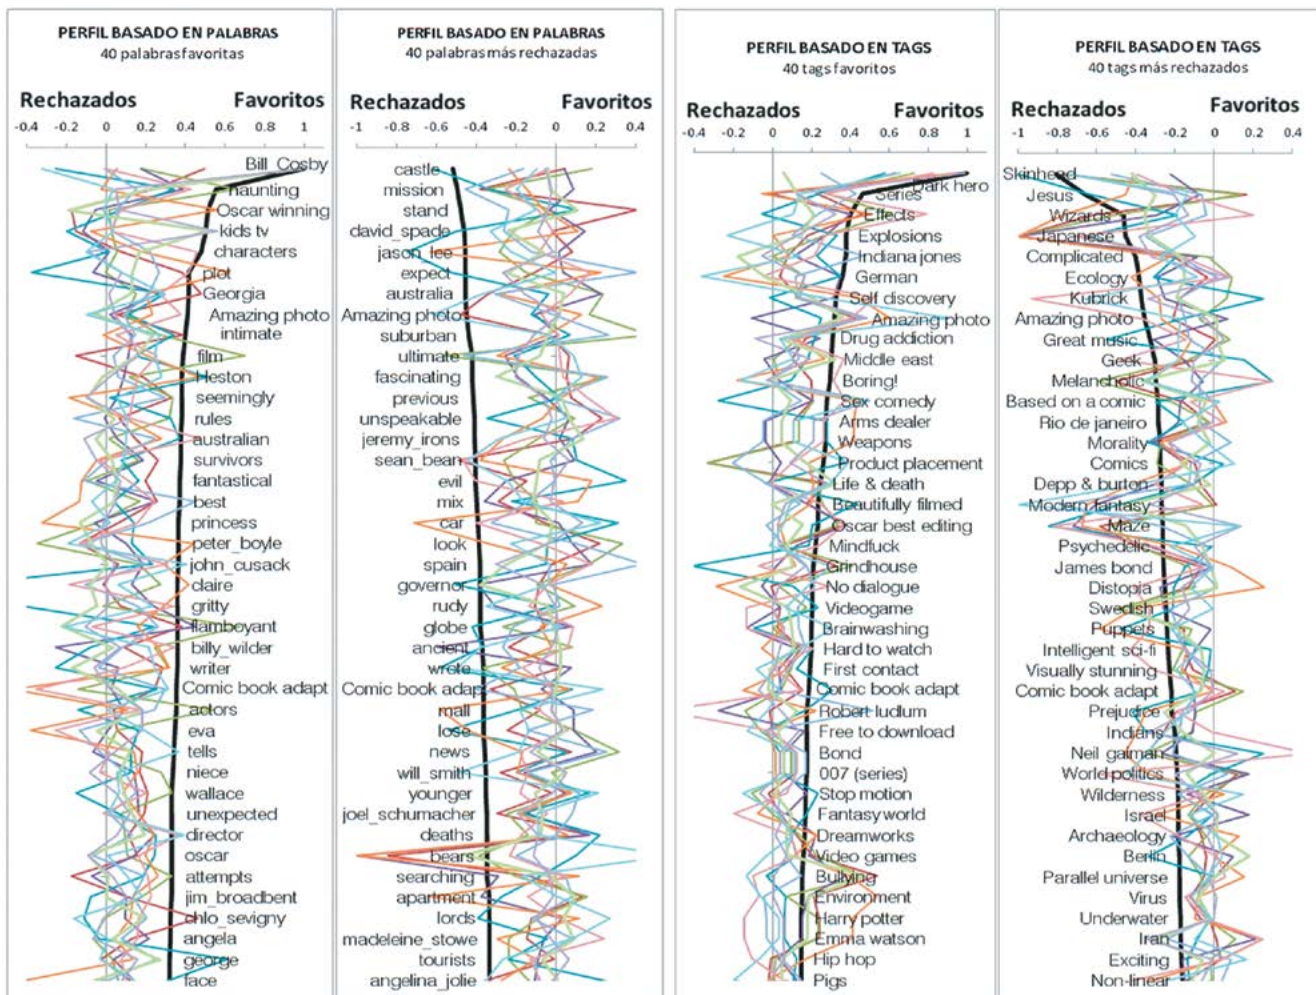 PERFIL BASADO EN PALABRAS
40 palabras favoritas
Rechazados Favoritos
-0.4 -0.2 0 0.2 0.4 0.6 0.8 1
Bill_Cosby
haunting
Oscar winning
kids tv
characters
plot
Georgia
Amazing photo
intimate
film
Heston
seemingly
rules
australian
survivors
fantastical
best
princess
peter_boyle
john_cusack
claire
gritty
flamboyant
billy_wilder
writer
Comic book adapt
actors
eva
tells
niece
wallace
unexpected
director
oscar
attempts
jim_broadbent
chlo_sevigny
angela
george
face
PERFIL BASADO EN PALABRAS
40 palabras más rechazadas
Rechazados Favoritos
-1 -0.8 -0.6 -0.4 -0.2 0 0.2 0.4
castle
mission
stand
david_spade
jason_lee
expect
australia
Amazing photo
suburban
ultimate
fascinating
previous
unspeakable
jeremy_irons
sean_bean
evil
mix
car
look
spain
governor
rudy
globe
ancient
wrote
Comic book adap
mall
lose
news
will_smith
younger
joel_schumacher
deaths
bears
searching
apartment
lords
madeleine_stowe
tourists
angelina_jolie
PERFIL BASADO EN TAGS
40 tags favoritos
Rechazados Favoritos
-0.4 -0.2 0 0.2 0.4 0.6 0.8 1
Dark hero
Series
Effects
Explosions
Indiana jones
German
Self discovery
Amazing photo
Drug addiction
Middle east
Boring!
Sex comedy
Arms dealer
Weapons
Product placement
Life & death
Beautifully filmed
Oscar best editing
Mindfuck
Grindhouse
No dialogue
Videogame
Brainwashing
Hard to watch
First contact
Comic book adapt
Robert ludlum
Free to download
Bond
007 (series)
Stop motion
Fantasy world
Dreamworks
Video games
Bullying
Environment
Harry potter
Emma watson
Hip hop
Pigs
PERFIL BASADO EN TAGS
40 tags más rechazados
Rechazados Favoritos
-1 -0.8 -0.6 -0.4 -0.2 0 0.2 0.4
Skinhead
Jesus
Wizards
Japanese
Complicated
Ecology
Kubrick
Amazing photo
Great music
Geek
Melancholic
Based on a comic
Rio de janeiro
Morality
Comics
Depp & burton
Modern fantasy
Maze
Psychedelic
James bond
Distopia
Swedish
Puppets
Intelligent sci-fi
Visually stunning
Comic book adapt
Prejudice
Indians
Neil gaiman
World politics
Wilderness
Israel
Archaeology
Berlin
Parallel universe
Virus
Underwater
Iran
Exciting
Non-linear